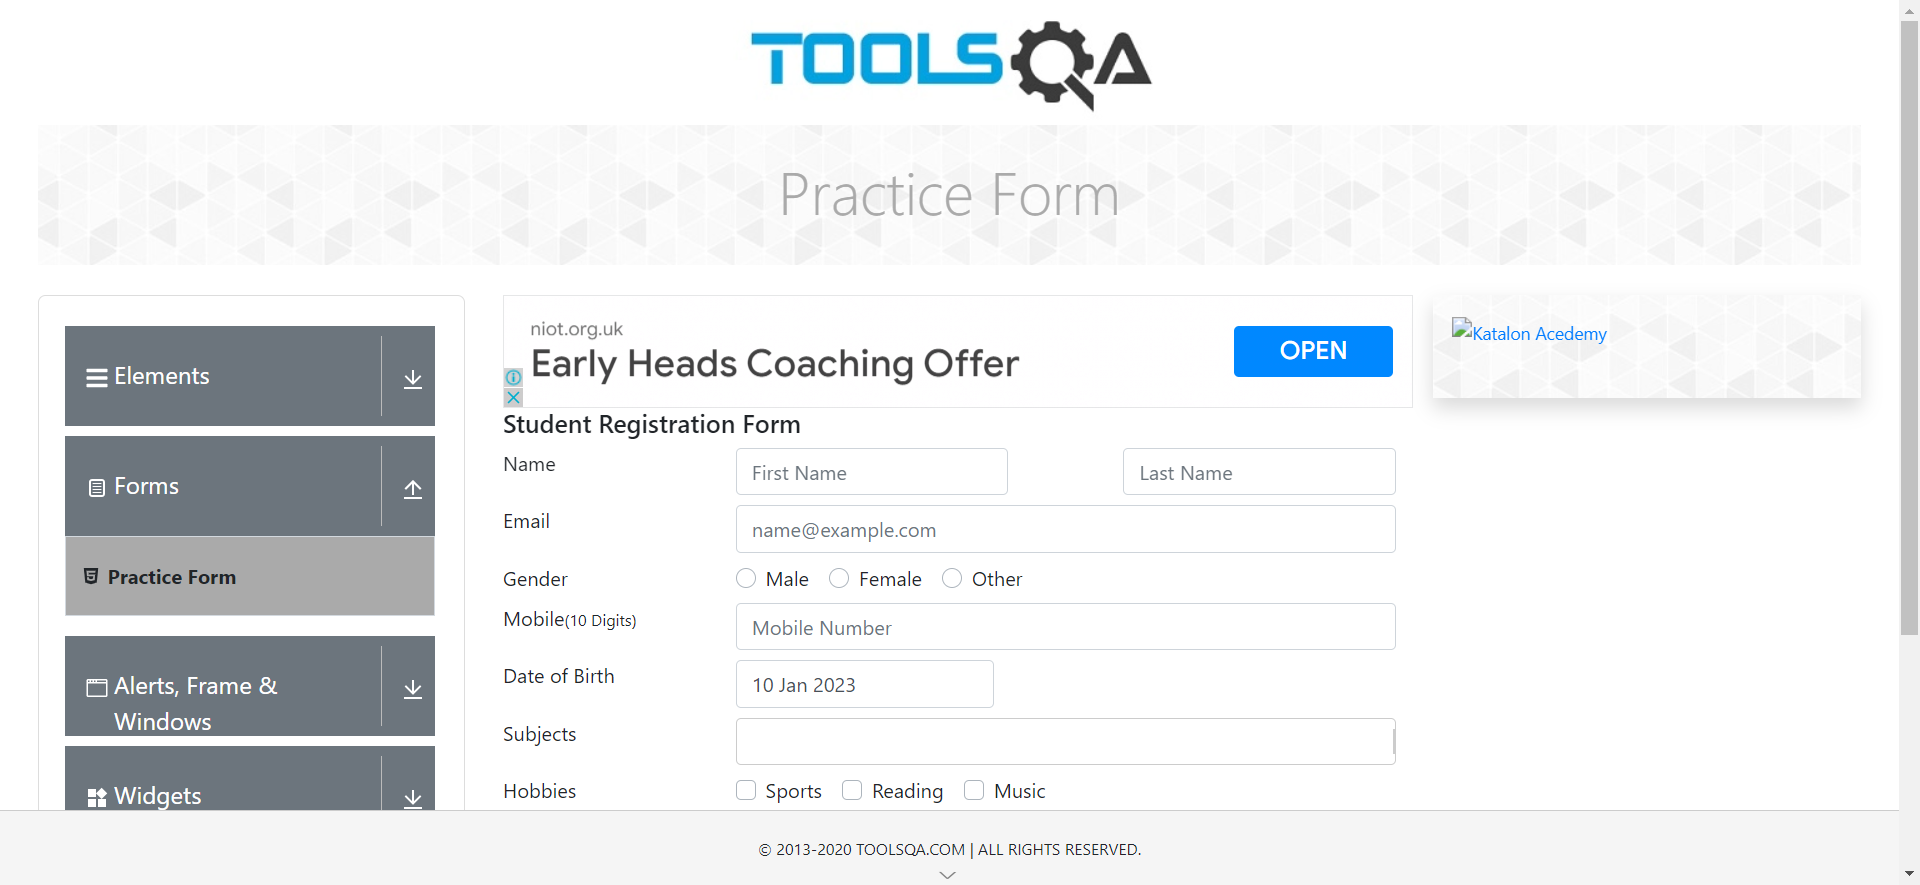 TOOLSQA
Practice Form
Elements
Forms
Practice Form
Alerts, Frame &
Windows
Widgets
niot.org.uk
Early Heads Coaching Offer
OPEN
Katalon Acedemy
Student Registration Form
Name
First Name
Last Name
Email
name@example.com
Gender
Male
Female
Other
Mobile(10 Digits)
Mobile Number
Date of Birth
10 Jan 2023
Subjects
Hobbies
Sports
Reading
Music
© 2013-2020 TOOLSQA.COM | ALL RIGHTS RESERVED.